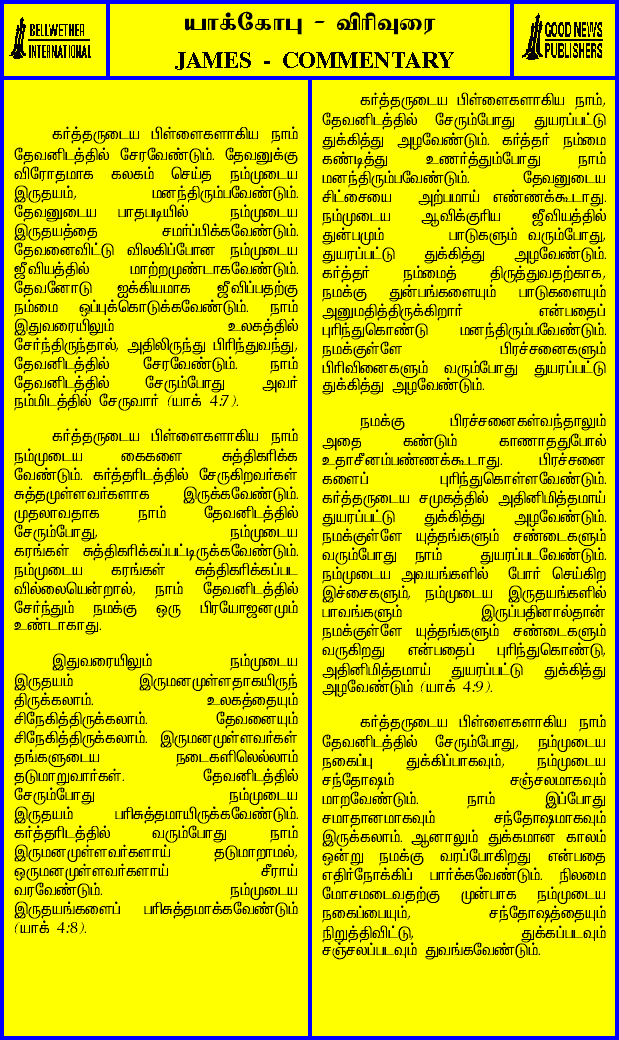 BELLWETHER
INTERNATIONAL
யாக்கோபு - விரிவுரை
JAMES - COMMENTARY
GOOD NEWS
PUBLISHERS
கர்த்தருடைய பிள்ளைகளாகிய நாம்
தேவனிடத்தில் சேரவேண்டும். தேவனுக்கு
விரோதமாக கலகம் செய்த நம்முடைய
இருதயம், மனந்திரும்பவேண்டும்.
தேவனுடைய பாதபடியில் நம்முடைய
இருதயத்தை சமர்ப்பிக்கவேண்டும்.
தேவனைவிட்டு விலகிப்போன நம்முடைய
ஜீவியத்தில் மாற்றமுண்டாகவேண்டும்.
தேவனோடு ஐக்கியமாக ஜீவிப்பதற்கு
நம்மை ஒப்புக்கொடுக்கவேண்டும். நாம்
இதுவரையிலும் உலகத்தில்
சேர்ந்திருந்தால், அதிலிருந்து பிரிந்துவந்து,
தேவனிடத்தில் சேரவேண்டும். நாம்
தேவனிடத்தில் சேரும்போது அவர்
நம்மிடத்தில் சேருவார் (யாக் 4:7).
கர்த்தருடைய பிள்ளைகளாகிய நாம்
நம்முடைய கைகளை சுத்திகரிக்க
வேண்டும். கர்த்தரிடத்தில் சேருகிறவர்கள்
சுத்தமுள்ளவர்களாக இருக்கவேண்டும்.
முதலாவதாக நாம் தேவனிடத்தில்
சேரும்போது, நம்முடைய
கரங்கள் சுத்திகரிக்கப்பட்டிருக்கவேண்டும்.
நம்முடைய கரங்கள் சுத்திகரிக்கப்பட
வில்லையென்றால், நாம் தேவனிடத்தில்
சேர்ந்தும் நமக்கு ஒரு பிரயோஜனமும்
உண்டாகாது.
இதுவரையிலும் நம்முடைய
இருதயம் இருமனமுள்ளதாகயிருந்
திருக்கலாம். உலகத்தையும்
சிநேகித்திருக்கலாம். தேவனையும்
சிநேகித்திருக்கலாம். இருமனமுள்ளவர்கள்
தங்களுடைய நடைகளிலெல்லாம்
தடுமாறுவார்கள். தேவனிடத்தில்
சேரும்போது நம்முடைய
இருதயம் பரிசுத்தமாயிருக்கவேண்டும்.
கர்த்தரிடத்தில் வரும்போது நாம்
இருமனமுள்ளவர்களாய் தடுமாறாமல்,
ஒருமனமுள்ளவர்களாய் சீராய்
வரவேண்டும். நம்முடைய
இருதயங்களைப் பரிசுத்தமாக்கவேண்டும்
(யாக் 4:8).
கர்த்தருடைய பிள்ளைகளாகிய நாம்,
தேவனிடத்தில் சேரும்போது துயரப்பட்டு
துக்கித்து அழவேண்டும். கர்த்தர் நம்மை
கண்டித்து உணர்த்தும்போது நாம்
மனந்திரும்பவேண்டும். தேவனுடைய
சிட்சையை அற்பமாய் எண்ணக்கூடாது.
நம்முடைய ஆவிக்குரிய ஜீவியத்தில்
துன்பமும் பாடுகளும் வரும்போது,
துயரப்பட்டு துக்கித்து அழவேண்டும்.
கர்த்தர் நம்மைத் திருத்துவதற்காக,
நமக்கு துன்பங்களையும் பாடுகளையும்
அனுமதித்திருக்கிறார் என்பதைப்
புரிந்துகொண்டு மனந்திரும்பவேண்டும்.
நமக்குள்ளே பிரச்சனைகளும்
பிரிவினைகளும் வரும்போது துயரப்பட்டு
துக்கித்து அழவேண்டும்.
நமக்கு பிரச்சனைகள்வந்தாலும்
அதை கண்டும் காணாததுபோல்
உதாசீனம்பண்ணக்கூடாது. பிரச்சனை
களைப் புரிந்துகொள்ளவேண்டும்.
கர்த்தருடைய சமுகத்தில் அதினிமித்தமாய்
துயரப்பட்டு துக்கித்து அழவேண்டும்.
நமக்குள்ளே யுத்தங்களும் சண்டைகளும்
வரும்போது நாம் துயரப்படவேண்டும்.
நம்முடைய அவயங்களில் போர் செய்கிற
இச்சைகளும், நம்முடைய இருதயங்களில்
பாவங்களும் இருப்பதினால்தான்
நமக்குள்ளே யுத்தங்களும் சண்டைகளும்
வருகிறது என்பதைப் புரிந்துகொண்டு,
அதினிமித்தமாய் துயரப்பட்டு துக்கித்து
அழவேண்டும் (யாக் 4:9).
கர்த்தருடைய பிள்ளைகளாகிய நாம்
தேவனிடத்தில் சேரும்போது, நம்முடைய
நகைப்பு துக்கிப்பாகவும், நம்முடைய
சந்தோஷம் சஞ்சலமாகவும்
மாறவேண்டும். நாம் இப்போது
சமாதானமாகவும் சந்தோஷமாகவும்
இருக்கலாம். ஆனாலும் துக்கமான காலம்
ஒன்று நமக்கு வரப்போகிறது என்பதை
எதிர்நோக்கிப் பார்க்கவேண்டும். நிலமை
மோசமடைவதற்கு முன்பாக நம்முடைய
நகைப்பையும், சந்தோஷத்தையும்
நிறுத்திவிட்டு, துக்கப்படவும்
சஞ்சலப்படவும் துவங்கவேண்டும்.